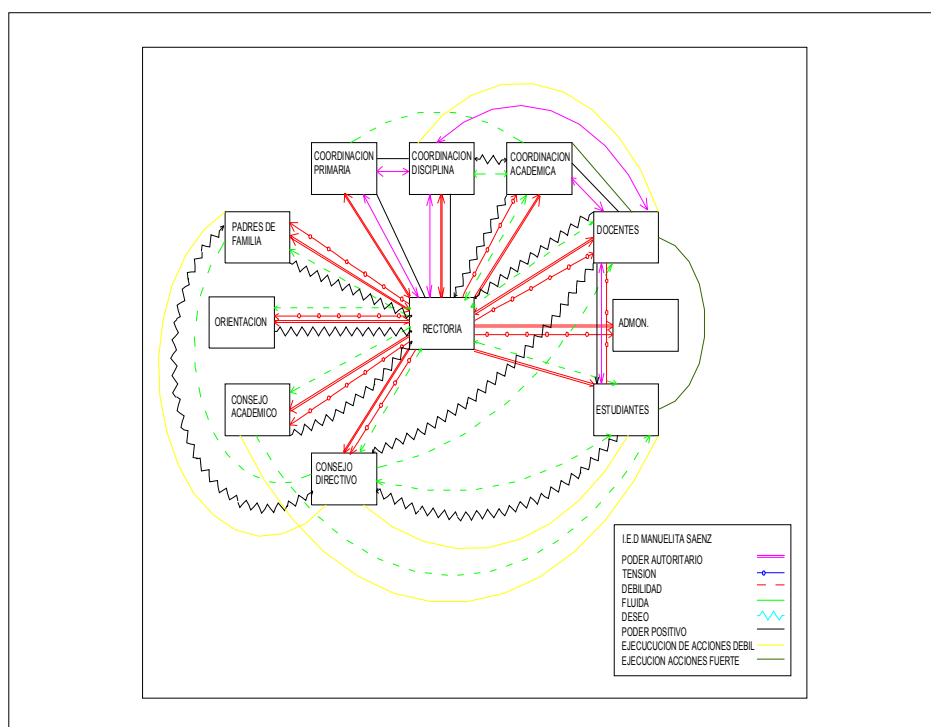 COORDINACION
PRIMARIA
COORDINACION
DISCIPLINA
COORDINACION
ACADEMICA
PADRES DE
FAMILIA
DOCENTES
ORIENTACION
RECTORIA
ADMON.
CONSEJO
ACADEMICO
ESTUDIANTES
CONSEJO
DIRECTIVO
I.E.D MANUELITA SAENZ
PODER AUTORITARIO
TENSION
DEBILIDAD
FLUIDA
DESEO
PODER POSITIVO
EJECUCUCION DE ACCIONES DEBIL
EJECUCION ACCIONES FUERTE